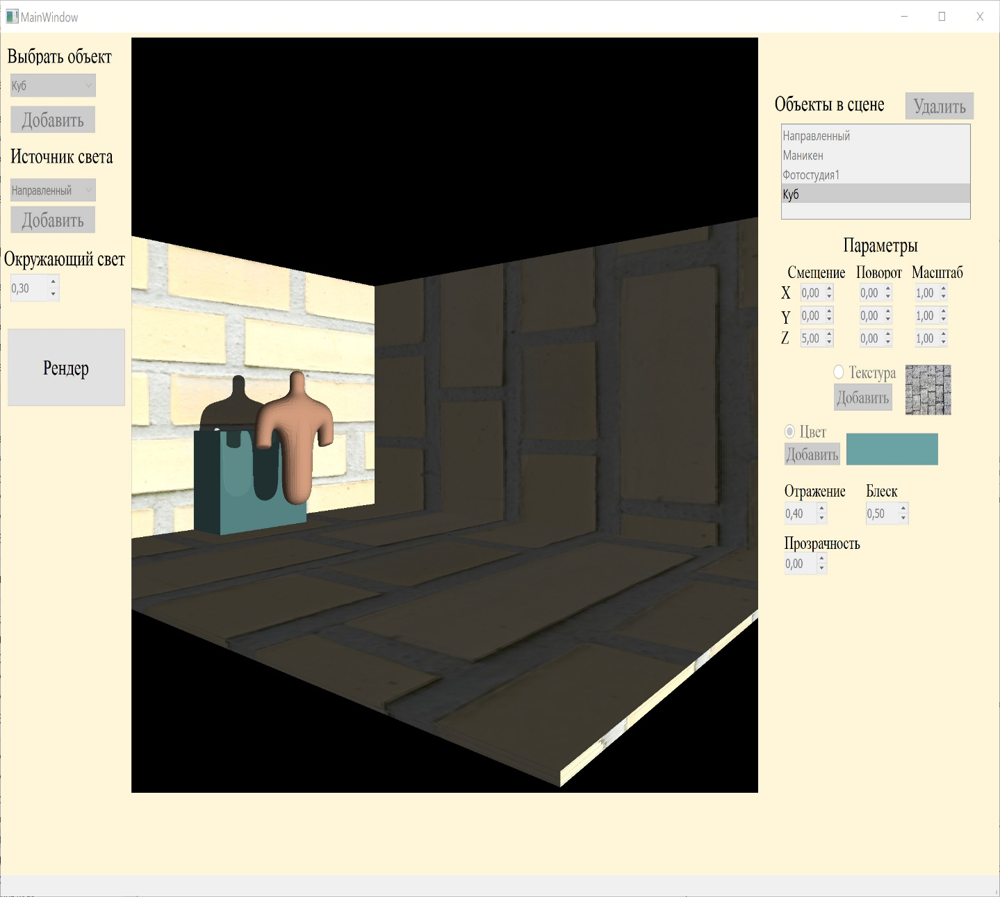 MainWindow
Выбрать объект
Куб
Добавить
Источник света
Направленный
Добавить
Окружающий свет
0,30
Рендер
Объекты в сцене
Удалить
Направленный
Маникен
Фотостудия1
Куб
Параметры
Смещение Поворот Масштаб
X 0,00 0,00 1,00
Y 0,00 0,00 1,00
Z 5,00 0,00 1,00
Текстура
Добавить
Цвет
Добавить
Отражение Блеск
0,40 0,50
Прозрачность
0,00